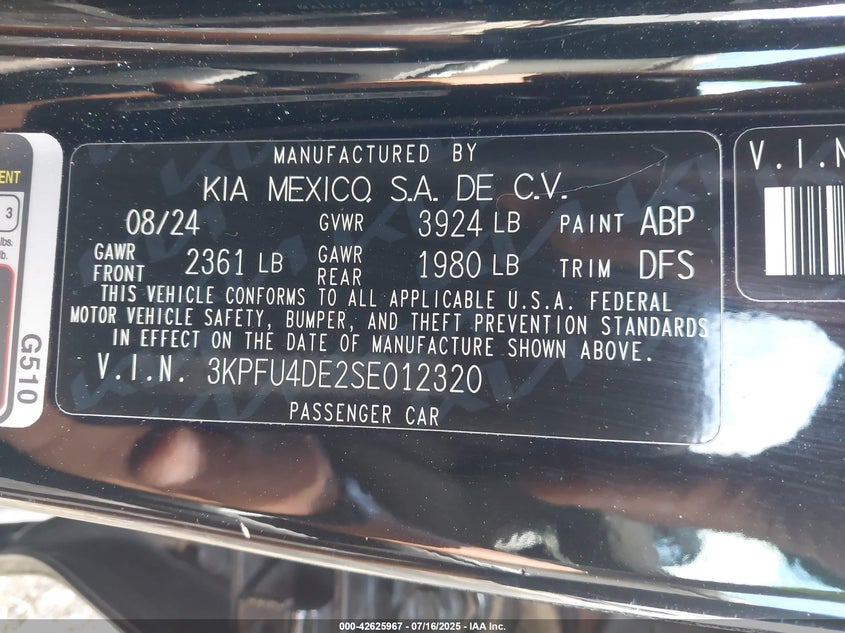 MANUFACTURED BY
KIA MEXICO, S.A. DE C.V.
08/24 GVWR 3924 LB PAINT ABP
GAWR FRONT 2361 LB GAWR REAR 1980 LB TRIM DFS
THIS VEHICLE CONFORMS TO ALL APPLICABLE U.S.A. FEDERAL
MOTOR VEHICLE SAFETY, BUMPER, AND THEFT PREVENTION STANDARDS
IN EFFECT ON THE DATE OF MANUFACTURE SHOWN ABOVE.
V.I.N. 3KPFU4DE2SE012320
PASSENGER CAR
V.I.N
3
lbs.
lb.
G510
000-42625967 - 07/16/2025 - IAA Inc.